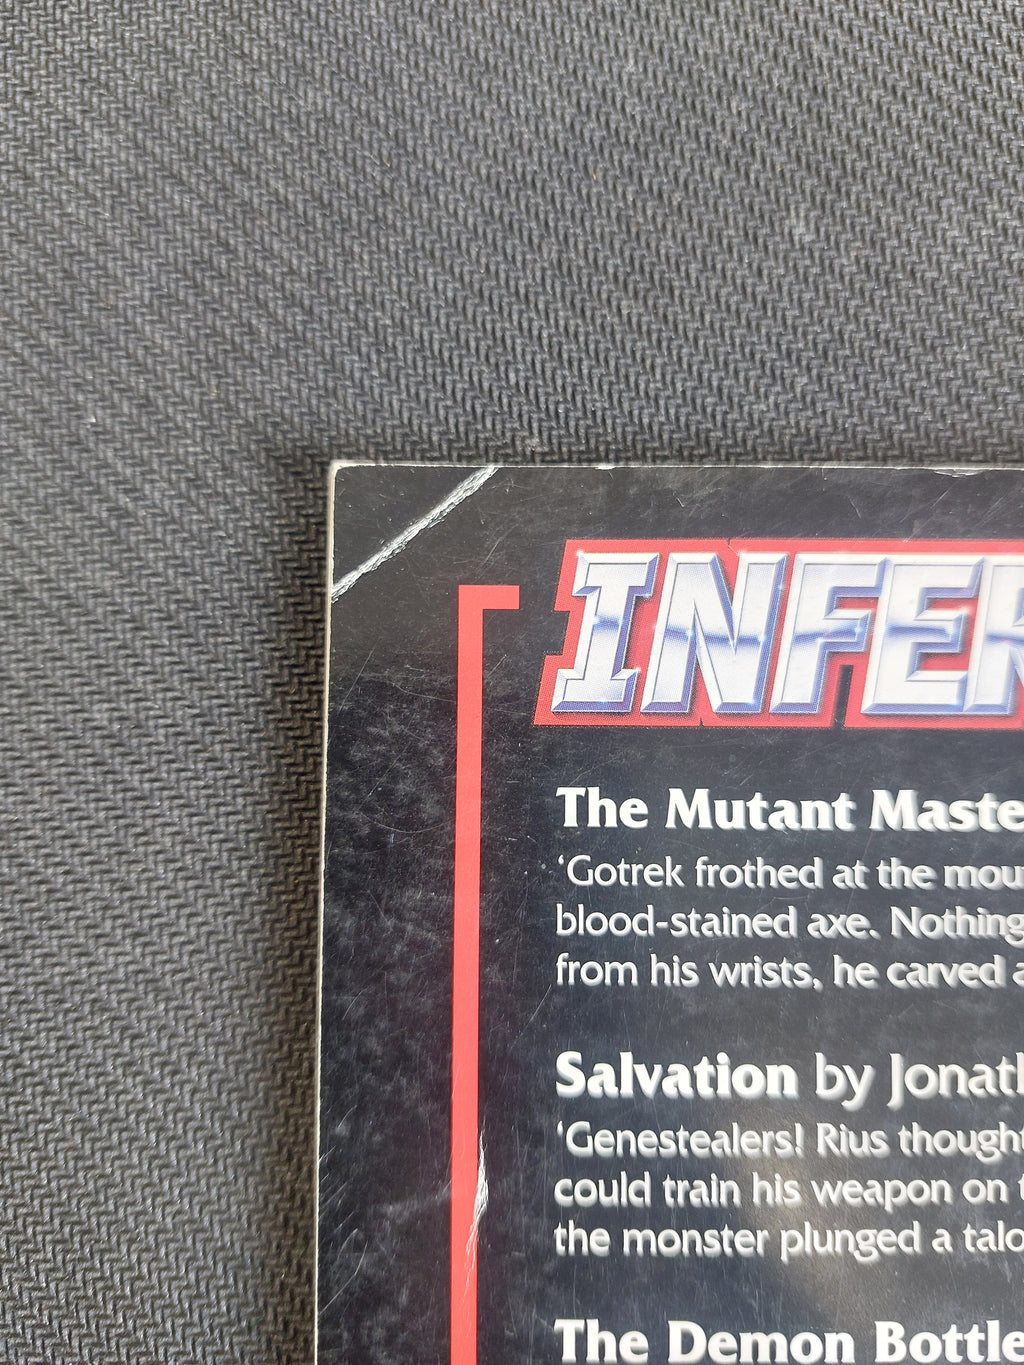 INFER
The Mutant Maste
‘Gotrek frothed at the mou
blood-stained axe. Nothing
from his wrists, he carved a
Salvation by Jonath
‘Genestealers! Rius thought
could train his weapon on t
the monster plunged a talo
The Demon Bottle